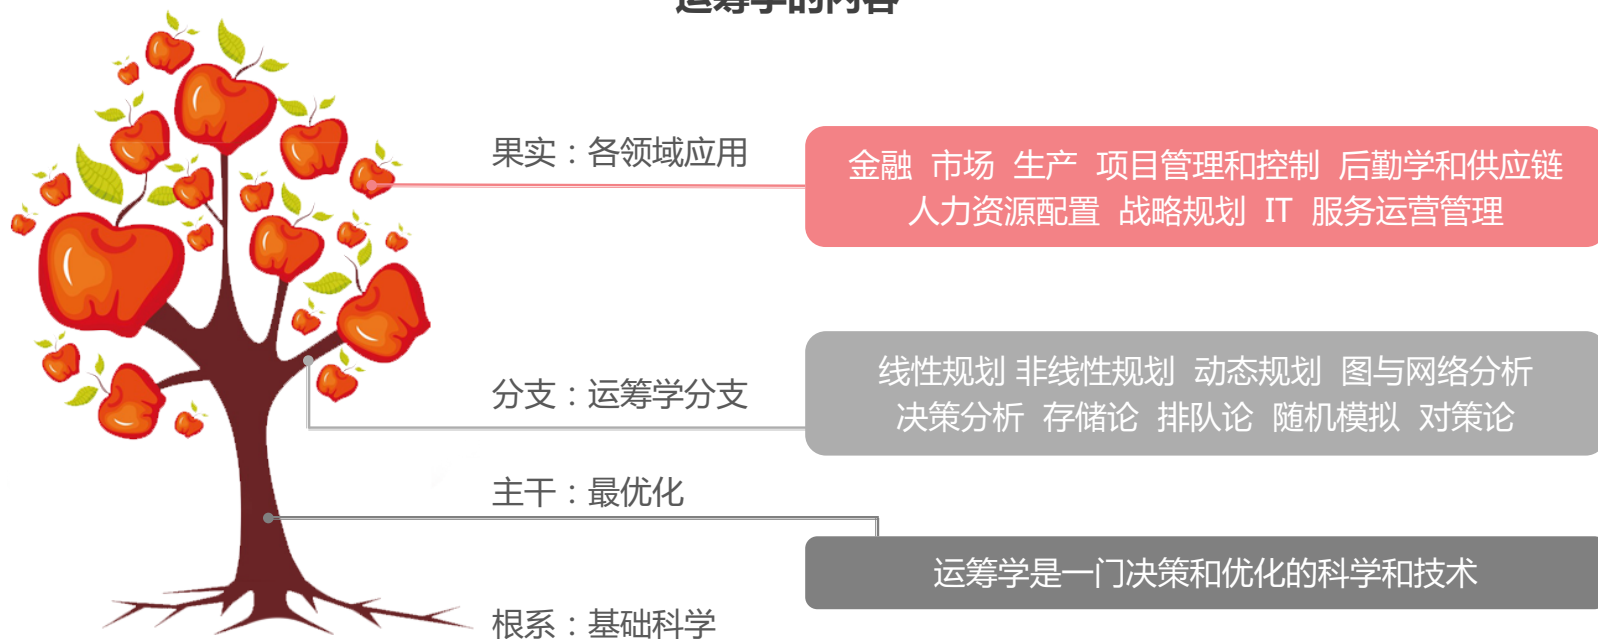 运筹学的内容
果实：各领域应用
金融 市场 生产 项目管理和控制 后勤学和供应链
人力资源配置 战略规划 IT 服务运营管理
分支：运筹学分支
线性规划 非线性规划 动态规划 图与网络分析
决策分析 存储论 排队论 随机模拟 对策论
主干：最优化
运筹学是一门决策和优化的科学和技术
根系：基础科学